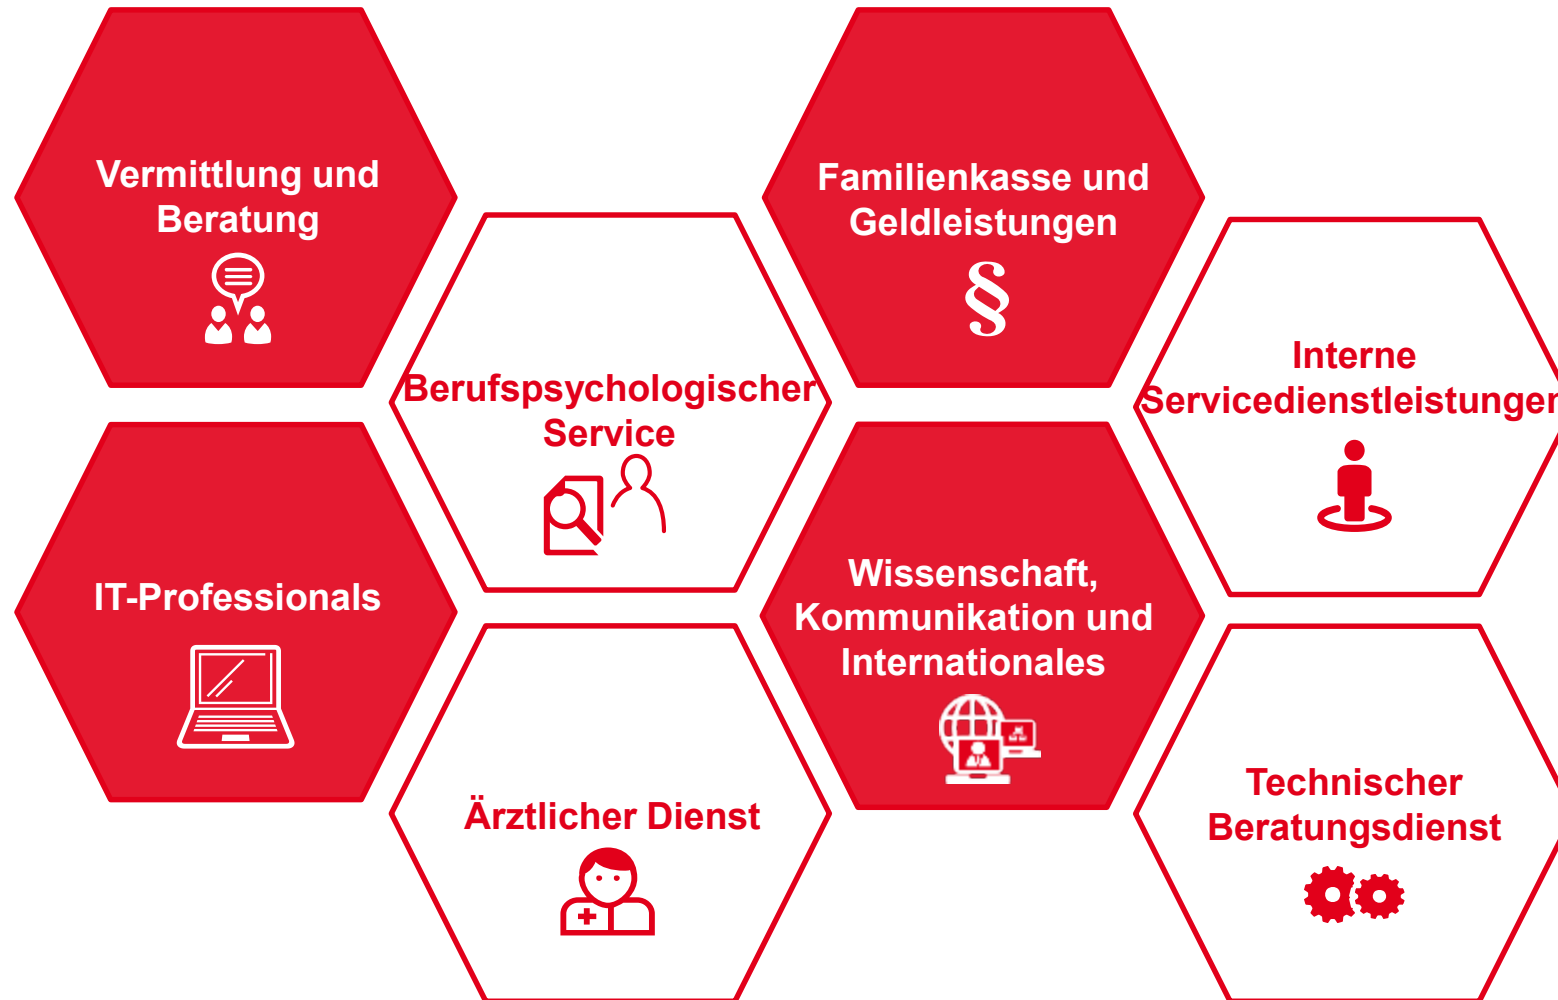 Vermittlung und
Beratung
Familienkasse und
Geldleistungen
§
Berufspsychologischer
Service
Interne
Servicedienstleistungen
IT-Professionals
Wissenschaft,
Kommunikation und
Internationales
Ärztlicher Dienst
Technischer
Beratungsdienst